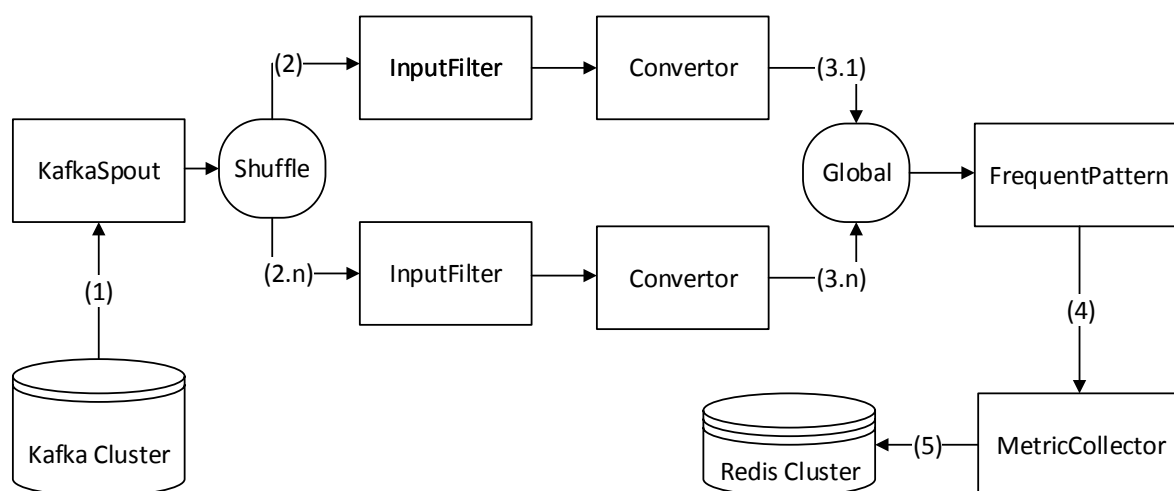 (2)
InputFilter
Convertor
(3.1)
KafkaSpout
Shuffle
Global
FrequentPattern
(2.n)
InputFilter
Convertor
(3.n)
(1)
(4)
Kafka Cluster
Redis Cluster
(5)
MetricCollector